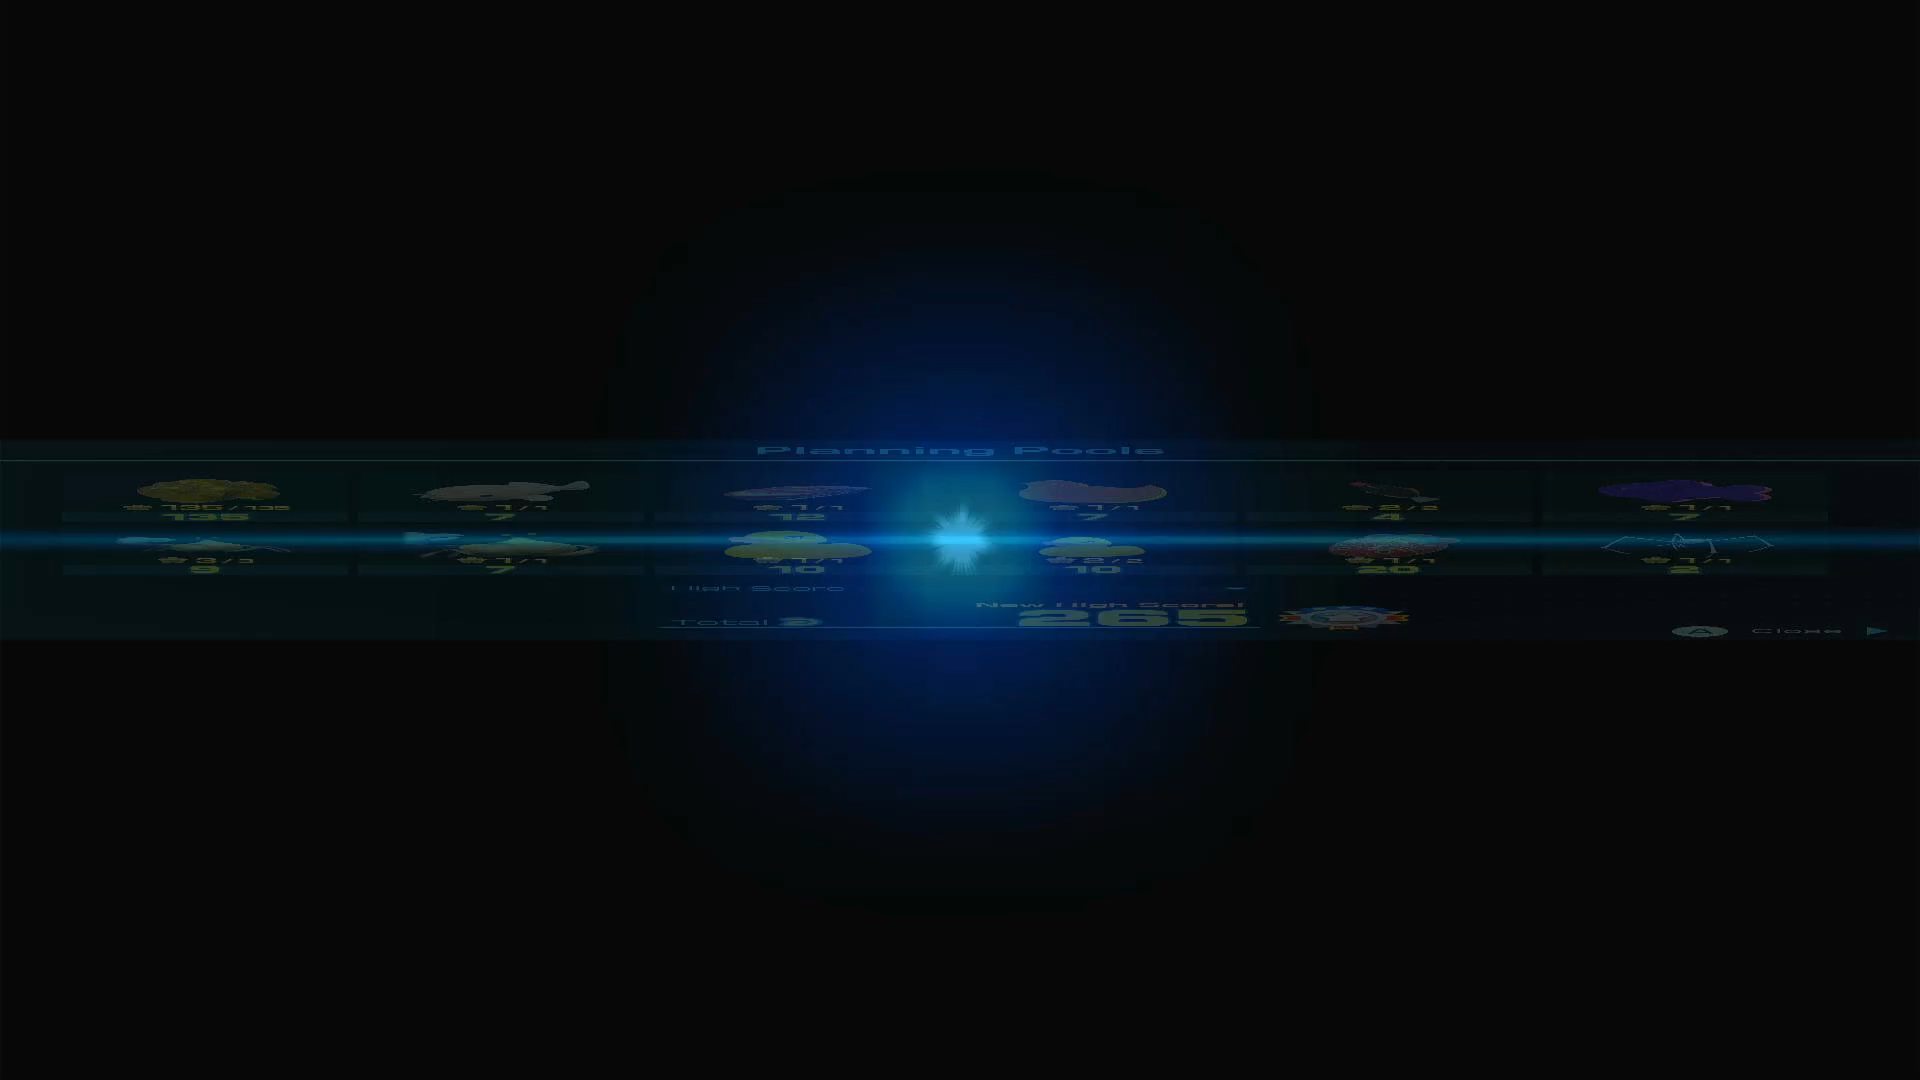 Planning Pools
135/135 1/1 1/1 1/1 2/2 1/1
135 7 12 7 4 7
3/3 1/1 1/1 2/2 1/1 1/1
9 7 10 10 20 2
High Score -
New High Score!
Total 265
A Close